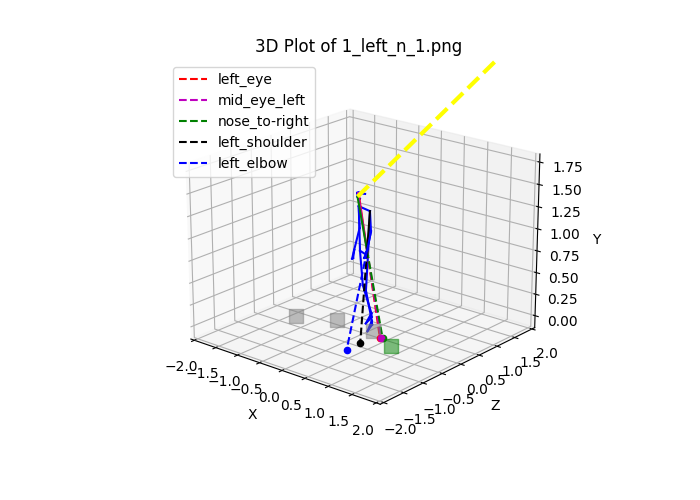 3D Plot of 1_left_n_1.png
left_eye
mid_eye_left
nose_to-right
left_shoulder
left_elbow
1.75
1.50
1.25
1.00
0.75
0.50
0.25
0.00
Y
−2.0
−1.5
−1.0
−0.5
0.0
0.5
1.0
1.5
2.0
X
−2.0
−1.5
−1.0
−0.5
0.0
0.5
1.0
1.5
2.0
Z